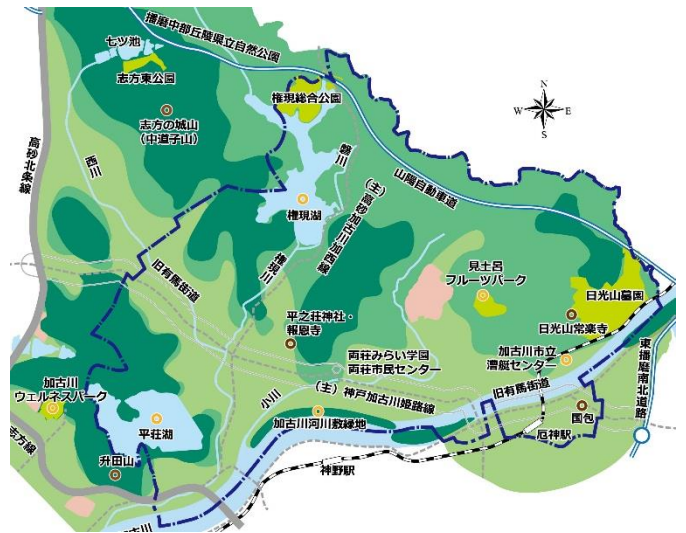 播磨中部丘陵県立自然公園
七ツ池
志方東公園
権現総合公園
志方の城山
(中道子山)
N
W
E
S
高砂北条線
西川
磐川
山陽自動車道
(主)高砂加古川加西線
権現湖
権現川
旧有馬街道
見土呂
フルーツパーク
日光山墓園
平之荘神社・
報恩寺
日光山常楽寺
両荘みらい学園
両荘市民センター
加古川市立
漕艇センター
東播磨南北道路
加古川
ウェルネスパーク
小川
(主)神戸加古川姫路線
旧有馬街道
平荘湖
加古川河川敷緑地
国包
厄神駅
志方線
升田山
神野駅
古川